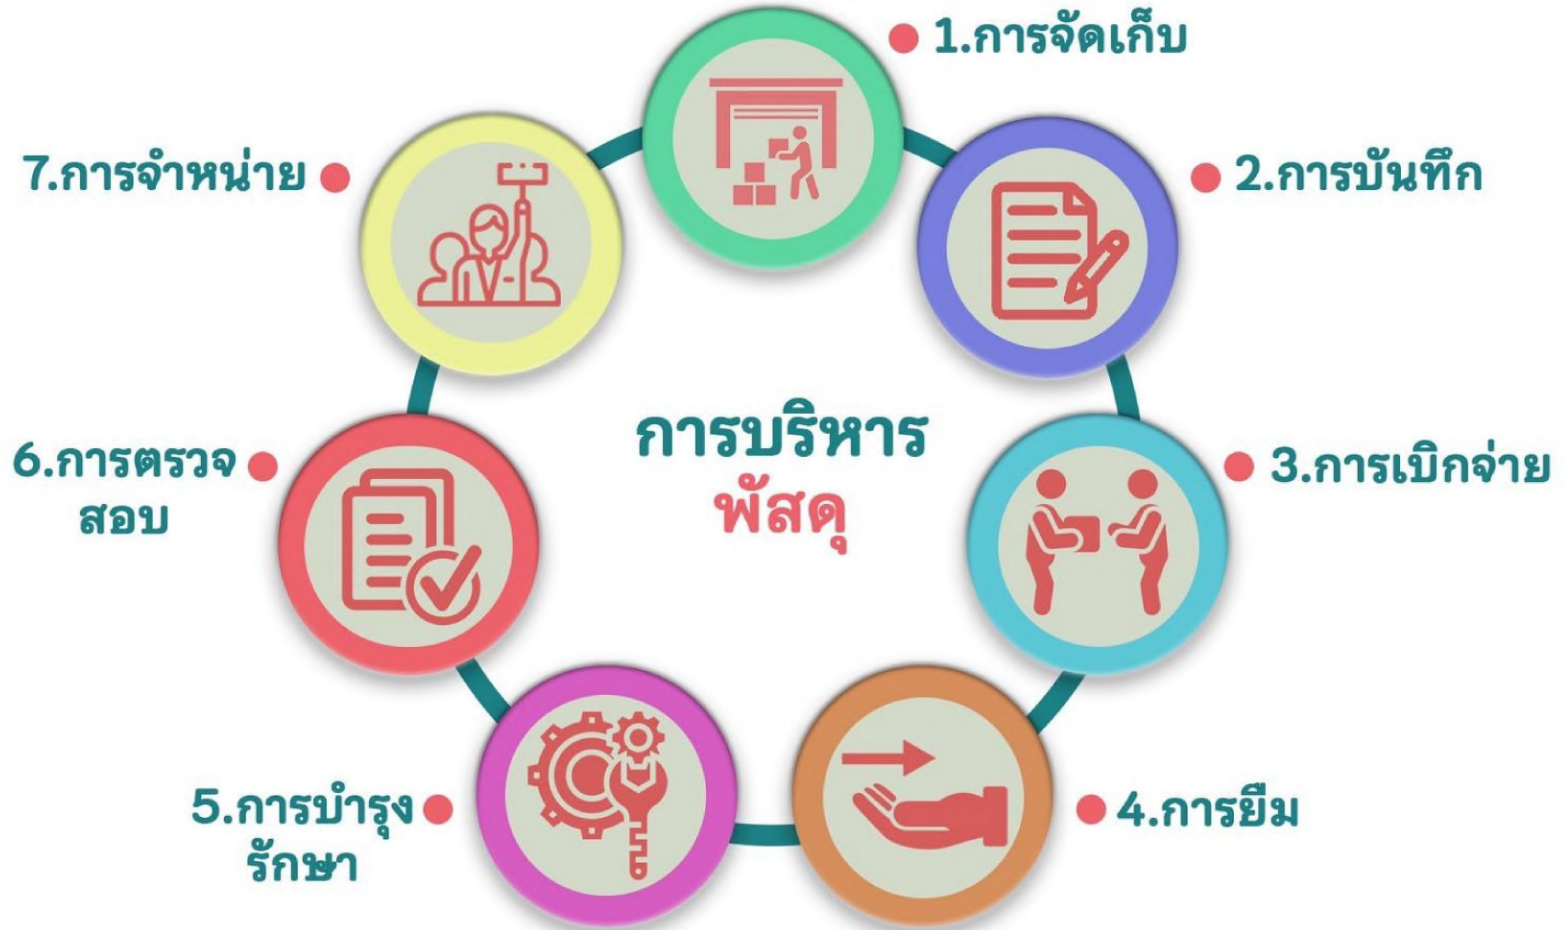 การบริหาร
พัสดุ
1.การจัดเก็บ
2.การบันทึก
3.การเบิกจ่าย
4.การยืม
5.การบำรุง
รักษา
6.การตรวจ
สอบ
7.การจำหน่าย